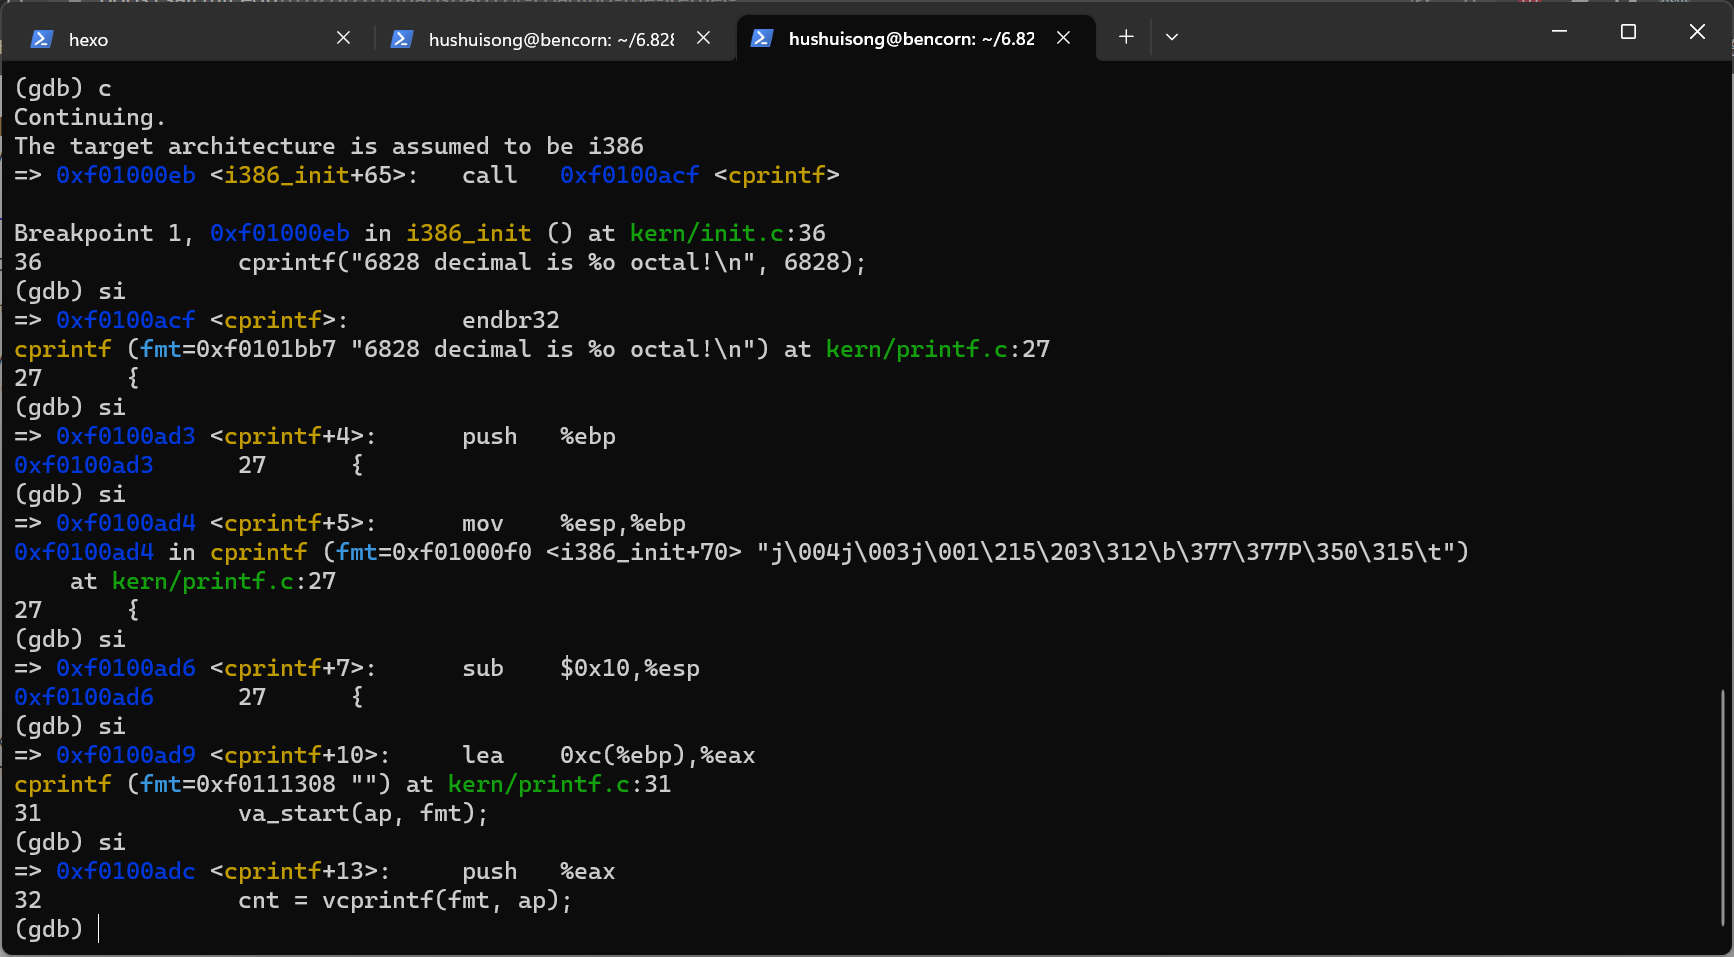 hexo
hushuisong@bencorn: ~/6.828
hushuisong@bencorn: ~/6.82
(gdb) c
Continuing.
The target architecture is assumed to be i386
=> 0xf01000eb <i386_init+65>:   call   0xf0100acf <cprintf>
Breakpoint 1, 0xf01000eb in i386_init () at kern/init.c:36
36              cprintf("6828 decimal is %o octal!\n", 6828);
(gdb) si
=> 0xf0100acf <cprintf>:        endbr32
cprintf (fmt=0xf0101bb7 "6828 decimal is %o octal!\n") at kern/printf.c:27
27      {
(gdb) si
=> 0xf0100ad3 <cprintf+4>:      push   %ebp
0xf0100ad3      27      {
(gdb) si
=> 0xf0100ad4 <cprintf+5>:      mov    %esp,%ebp
0xf0100ad4 in cprintf (fmt=0xf01000f0 <i386_init+70> "j\004j\003j\001\215\203\312\b\377\377P\350\315\t")
    at kern/printf.c:27
27      {
(gdb) si
=> 0xf0100ad6 <cprintf+7>:      sub    $0x10,%esp
0xf0100ad6      27      {
(gdb) si
=> 0xf0100ad9 <cprintf+10>:     lea    0xc(%ebp),%eax
cprintf (fmt=0xf0111308 "") at kern/printf.c:31
31              va_start(ap, fmt);
(gdb) si
=> 0xf0100adc <cprintf+13>:     push   %eax
32              cnt = vcprintf(fmt, ap);
(gdb)